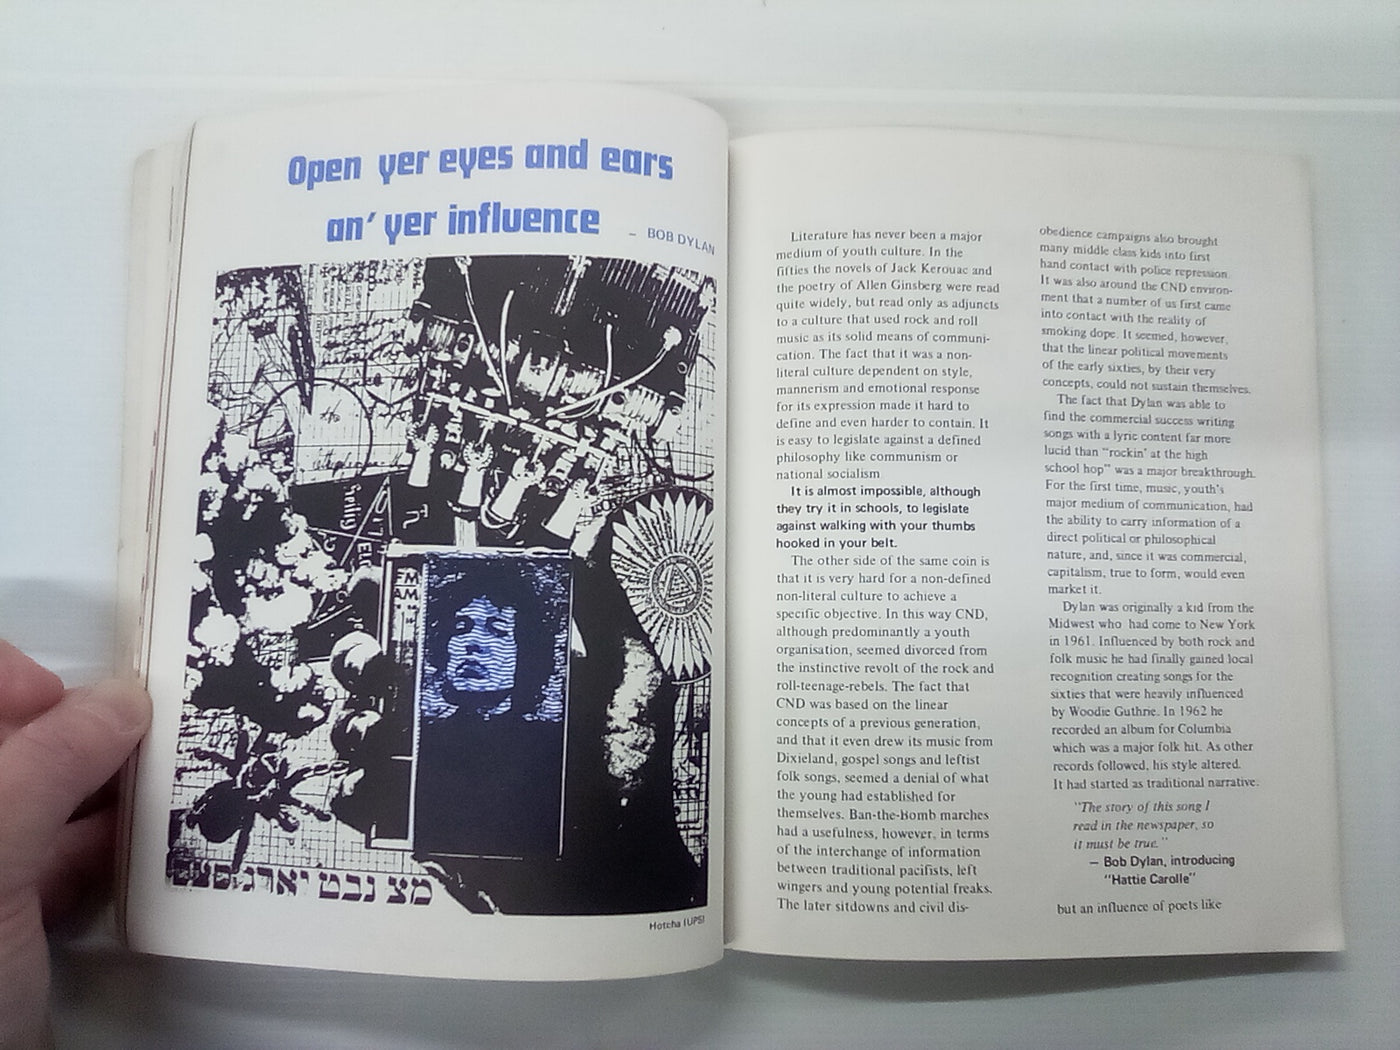 Open yer eyes and ears
an' yer influence
– BOB DYLAN
the
FM
AM
Hotcha (UPS)
Literature has never been a major
medium of youth culture. In the
fifties the novels of Jack Kerouac and
the poetry of Allen Ginsberg were read
quite widely, but read only as adjuncts
to a culture that used rock and roll
music as its solid means of communi-
cation. The fact that it was a non-
literal culture dependent on style,
mannerism and emotional response
for its expression made it hard to
define and even harder to contain. It
is easy to legislate against a defined
philosophy like communism or
national socialism
It is almost impossible, although
they try it in schools, to legislate
against walking with your thumbs
hooked in your belt.
The other side of the same coin is
that it is very hard for a non-defined
non-literal culture to achieve a
specific objective. In this way CND,
although predominantly a youth
organisation, seemed divorced from
the instinctive revolt of the rock and
roll-teenage-rebels. The fact that
CND was based on the linear
concepts of a previous generation,
and that it even drew its music from
Dixieland, gospel songs and leftist
folk songs, seemed a denial of what
the young had established for
themselves. Ban-the-Bomb marches
had a usefulness, however, in terms
of the interchange of information
between traditional pacifists, left
wingers and young potential freaks.
The later sitdowns and civil dis-
obedience campaigns also brought
many middle class kids into first
hand contact with police repression.
It was also around the CND environ-
ment that a number of us first came
into contact with the reality of
smoking dope. It seemed, however,
that the linear political movements
of the early sixties, by their very
concepts, could not sustain themselves.
The fact that Dylan was able to
find the commercial success writing
songs with a lyric content far more
lucid than "rockin' at the high
school hop" was a major breakthrough.
For the first time, music, youth's
major medium of communication, had
the ability to carry information of a
direct political or philosophical
nature, and, since it was commercial,
capitalism, true to form, would even
market it.
Dylan was originally a kid from the
Midwest who had come to New York
in 1961. Influenced by both rock and
folk music he had finally gained local
recognition creating songs for the
sixties that were heavily influenced
by Woodie Guthrie. In 1962 he
recorded an album for Columbia
which was a major folk hit. As other
records followed, his style altered.
It had started as traditional narrative.
"The story of this song I
read in the newspaper, so
it must be true."
– Bob Dylan, introducing
"Hattie Carolle"
but an influence of poets like